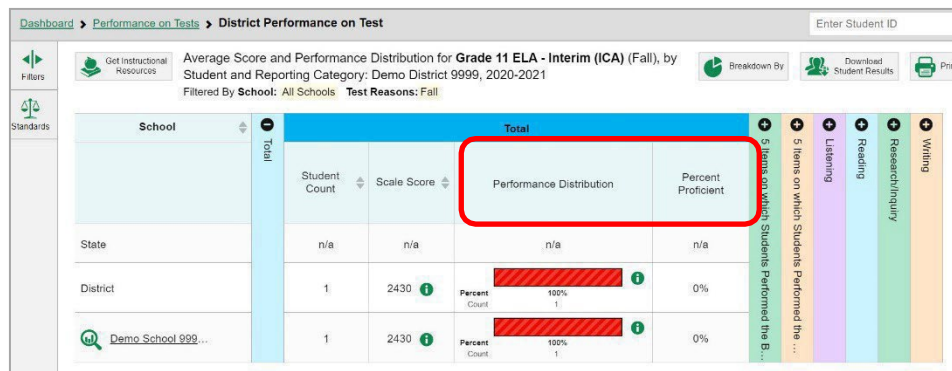 Dashboard > Performance on Tests > District Performance on Test
Enter Student ID
Filters
Standards
Get Instructional
Resources
Average Score and Performance Distribution for Grade 11 ELA - Interim (ICA) (Fall), by
Student and Reporting Category: Demo District 9999, 2020-2021
Filtered By School: All Schools Test Reasons: Fall
Breakdown By
Download
Student Results
School
Total
Total
Student
Count
Scale Score
Performance Distribution
Percent
Proficient
5 Items on which Students Performed the B...
5 Items on which Students Performed the ...
Listening
Reading
Research/Inquiry
Writing
State n/a n/a n/a n/a
District 1 2430 0%
Percent 100%
Count 1
Demo School 999... 1 2430 0%
Percent 100%
Count 1